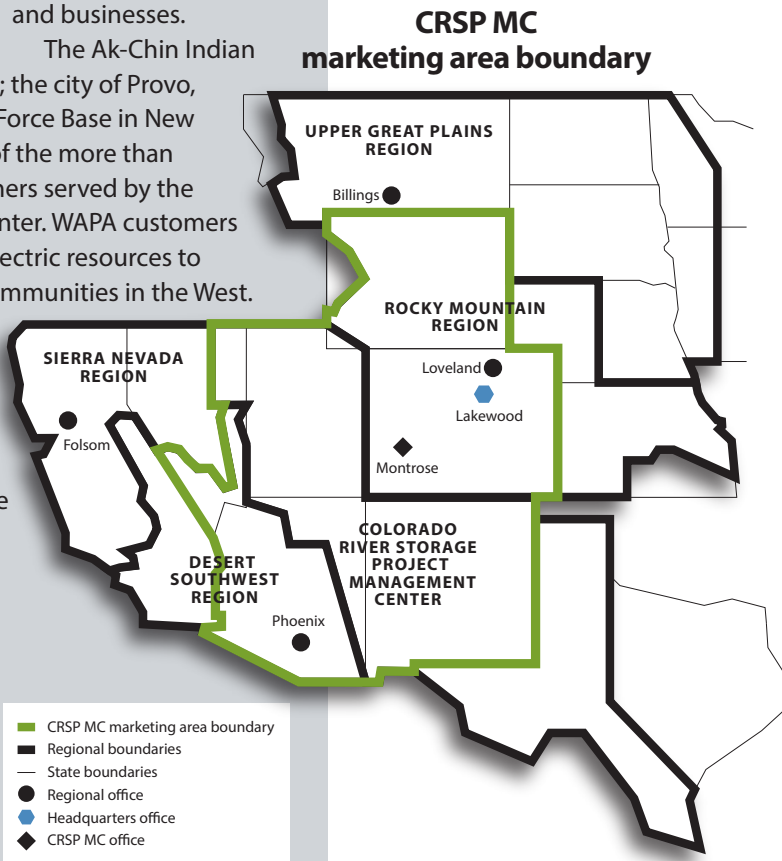 and businesses.
The Ak-Chin Indian
; the city of Provo,
Force Base in New
of the more than
ners served by the
nter. WAPA customers
lectric resources to
mmunities in the West.
e
CRSP MC
marketing area boundary
UPPER GREAT PLAINS
REGION
Billings
ROCKY MOUNTAIN
REGION
SIERRA NEVADA
REGION
Loveland
Lakewood
Folsom
Montrose
COLORADO
RIVER STORAGE
PROJECT
MANAGEMENT
CENTER
DESERT
SOUTHWEST
REGION
Phoenix
CRSP MC marketing area boundary
Regional boundaries
State boundaries
Regional office
Headquarters office
CRSP MC office